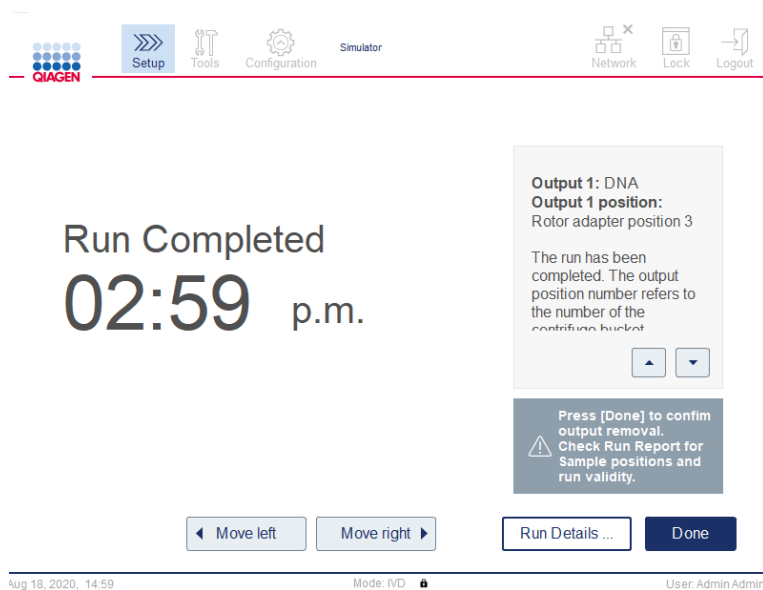 QIAGEN
Setup
Tools
Configuration
Simulator
Network
Lock
Logout
Run Completed
02:59 p.m.
Output 1: DNA
Output 1 position:
Rotor adapter position 3
The run has been
completed. The output
position number refers to
the number of the
centrifuge bucket
Press [Done] to confim
output removal.
Check Run Report for
Sample positions and
run validity.
Move left
Move right
Run Details ...
Done
Aug 18, 2020, 14:59
Mode: IVD
User: Admin Admin